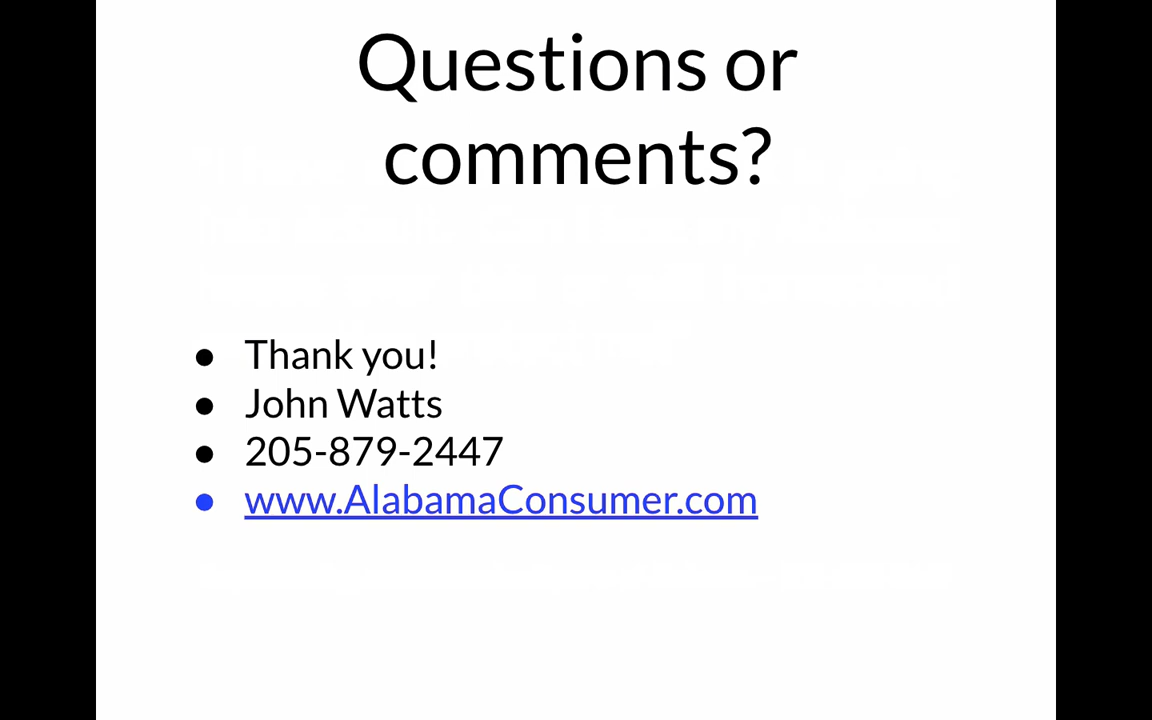 Questions or
comments?
● Thank you!
● John Watts
● 205-879-2447
● www.AlabamaConsumer.com